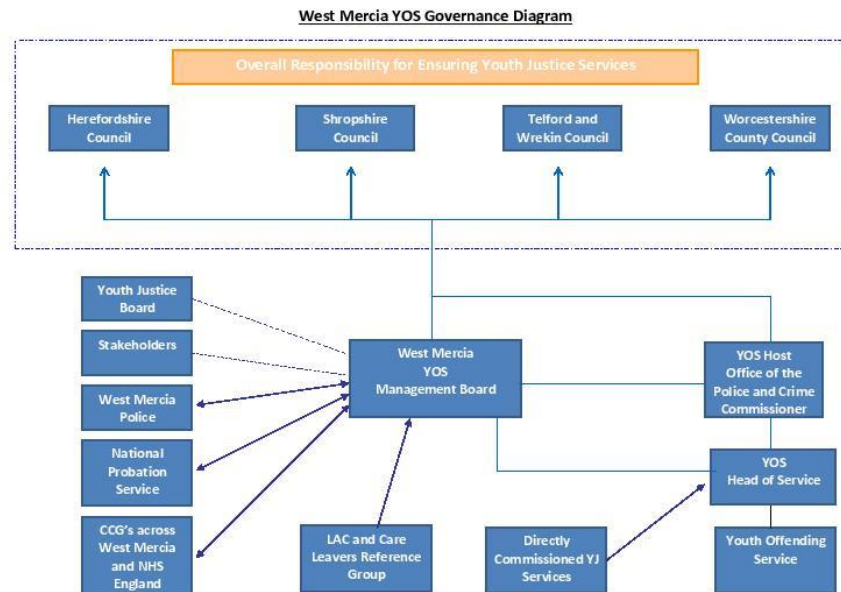 West Mercia YOS Governance Diagram
Overall Responsibility for Ensuring Youth Justice Services
Herefordshire
Council
Shropshire
Council
Telford and
Wrekin Council
Worcestershire
County Council
Youth Justice
Board
Stakeholders
West Mercia
Police
National
Probation
Service
CCG's across
West Mercia
and NHS
England
West Mercia
YOS
Management Board
YOS Host
Office of the
Police and Crime
Commissioner
YOS
Head of Service
LAC and Care
Leavers Reference
Group
Directly
Commissioned YJ
Services
Youth Offending
Service